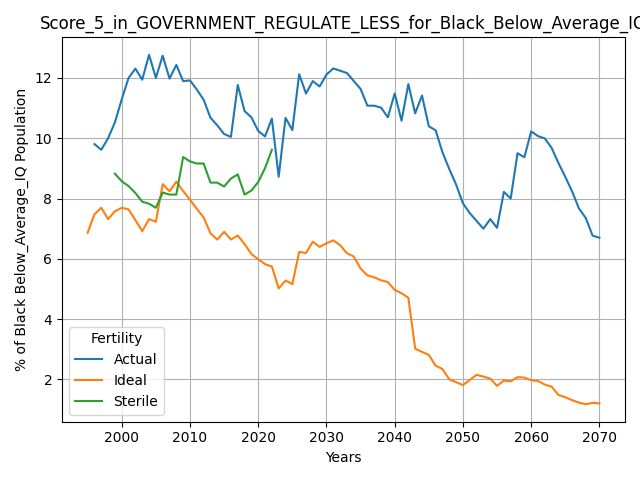 Score_5_in_GOVERNMENT_REGULATE_LESS_for_Black_Below_Average_IQ
% of Black Below_Average_IQ Population
12
10
8
6
4
2
Fertility
Actual
Ideal
Sterile
2000 2010 2020 2030 2040 2050 2060 2070
Years